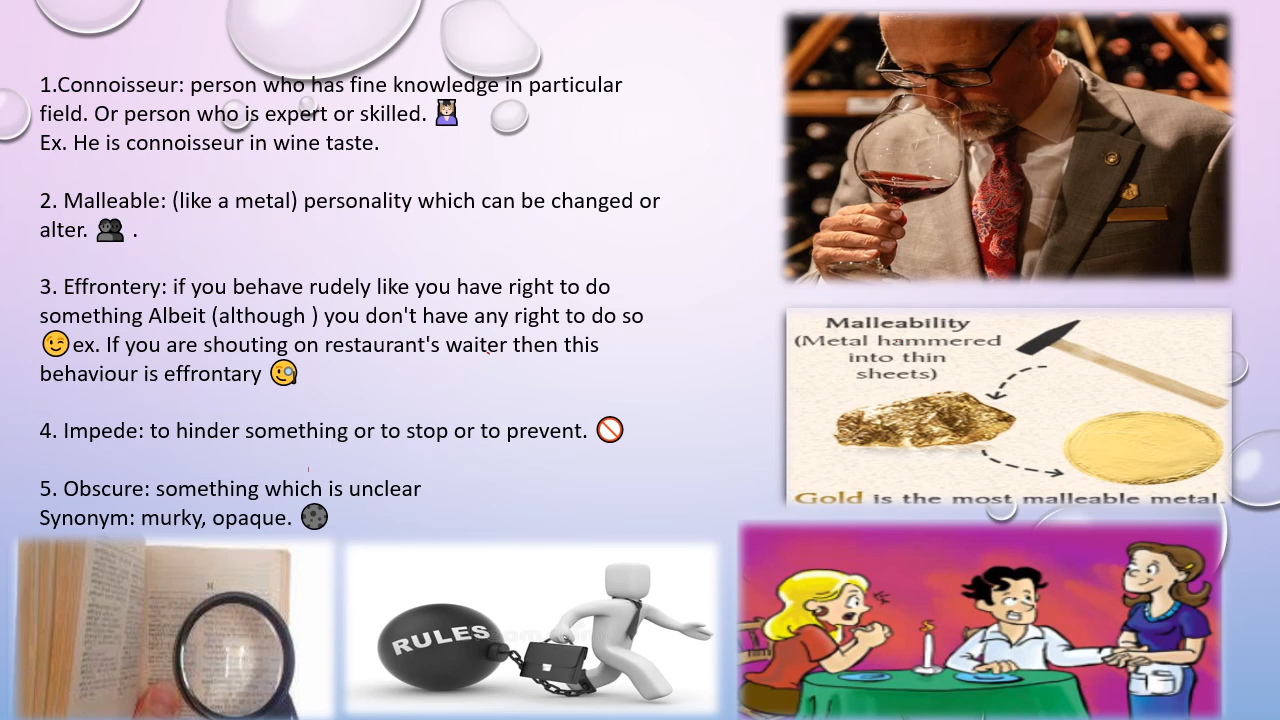 1.Connoisseur: person who has fine knowledge in particular
field. Or person who is expert or skilled. 💆🏼‍♀️
Ex. He is connoisseur in wine taste.
2. Malleable: (like a metal) personality which can be changed or
alter. 👥 .
3. Effrontery: if you behave rudely like you have right to do
something Albeit (although ) you don't have any right to do so
😉ex. If you are shouting on restaurant's waiter then this
behaviour is effrontary 🧐
4. Impede: to hinder something or to stop or to prevent. 🚫
5. Obscure: something which is unclear
Synonym: murky, opaque. 🌑
Malleability
(Metal hammered
into thin
sheets)
Gold is the most malleable metal.
RULES